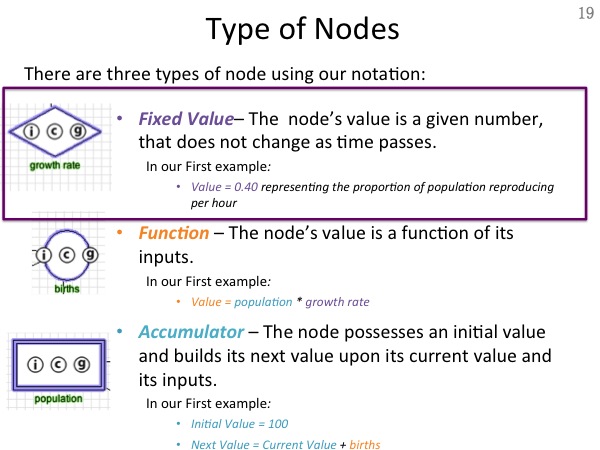 19
Type of Nodes
There are three types of node using our notation:
i c g
growth rate
• Fixed Value– The node's value is a given number,
that does not change as time passes.
In our First example:
• Value = 0.40 representing the proportion of population reproducing
per hour
i c g
births
• Function – The node's value is a function of its
inputs.
In our First example:
• Value = population * growth rate
i c g
population
• Accumulator – The node possesses an initial value
and builds its next value upon its current value and
its inputs.
In our First example:
• Initial Value = 100
• Next Value = Current Value + births